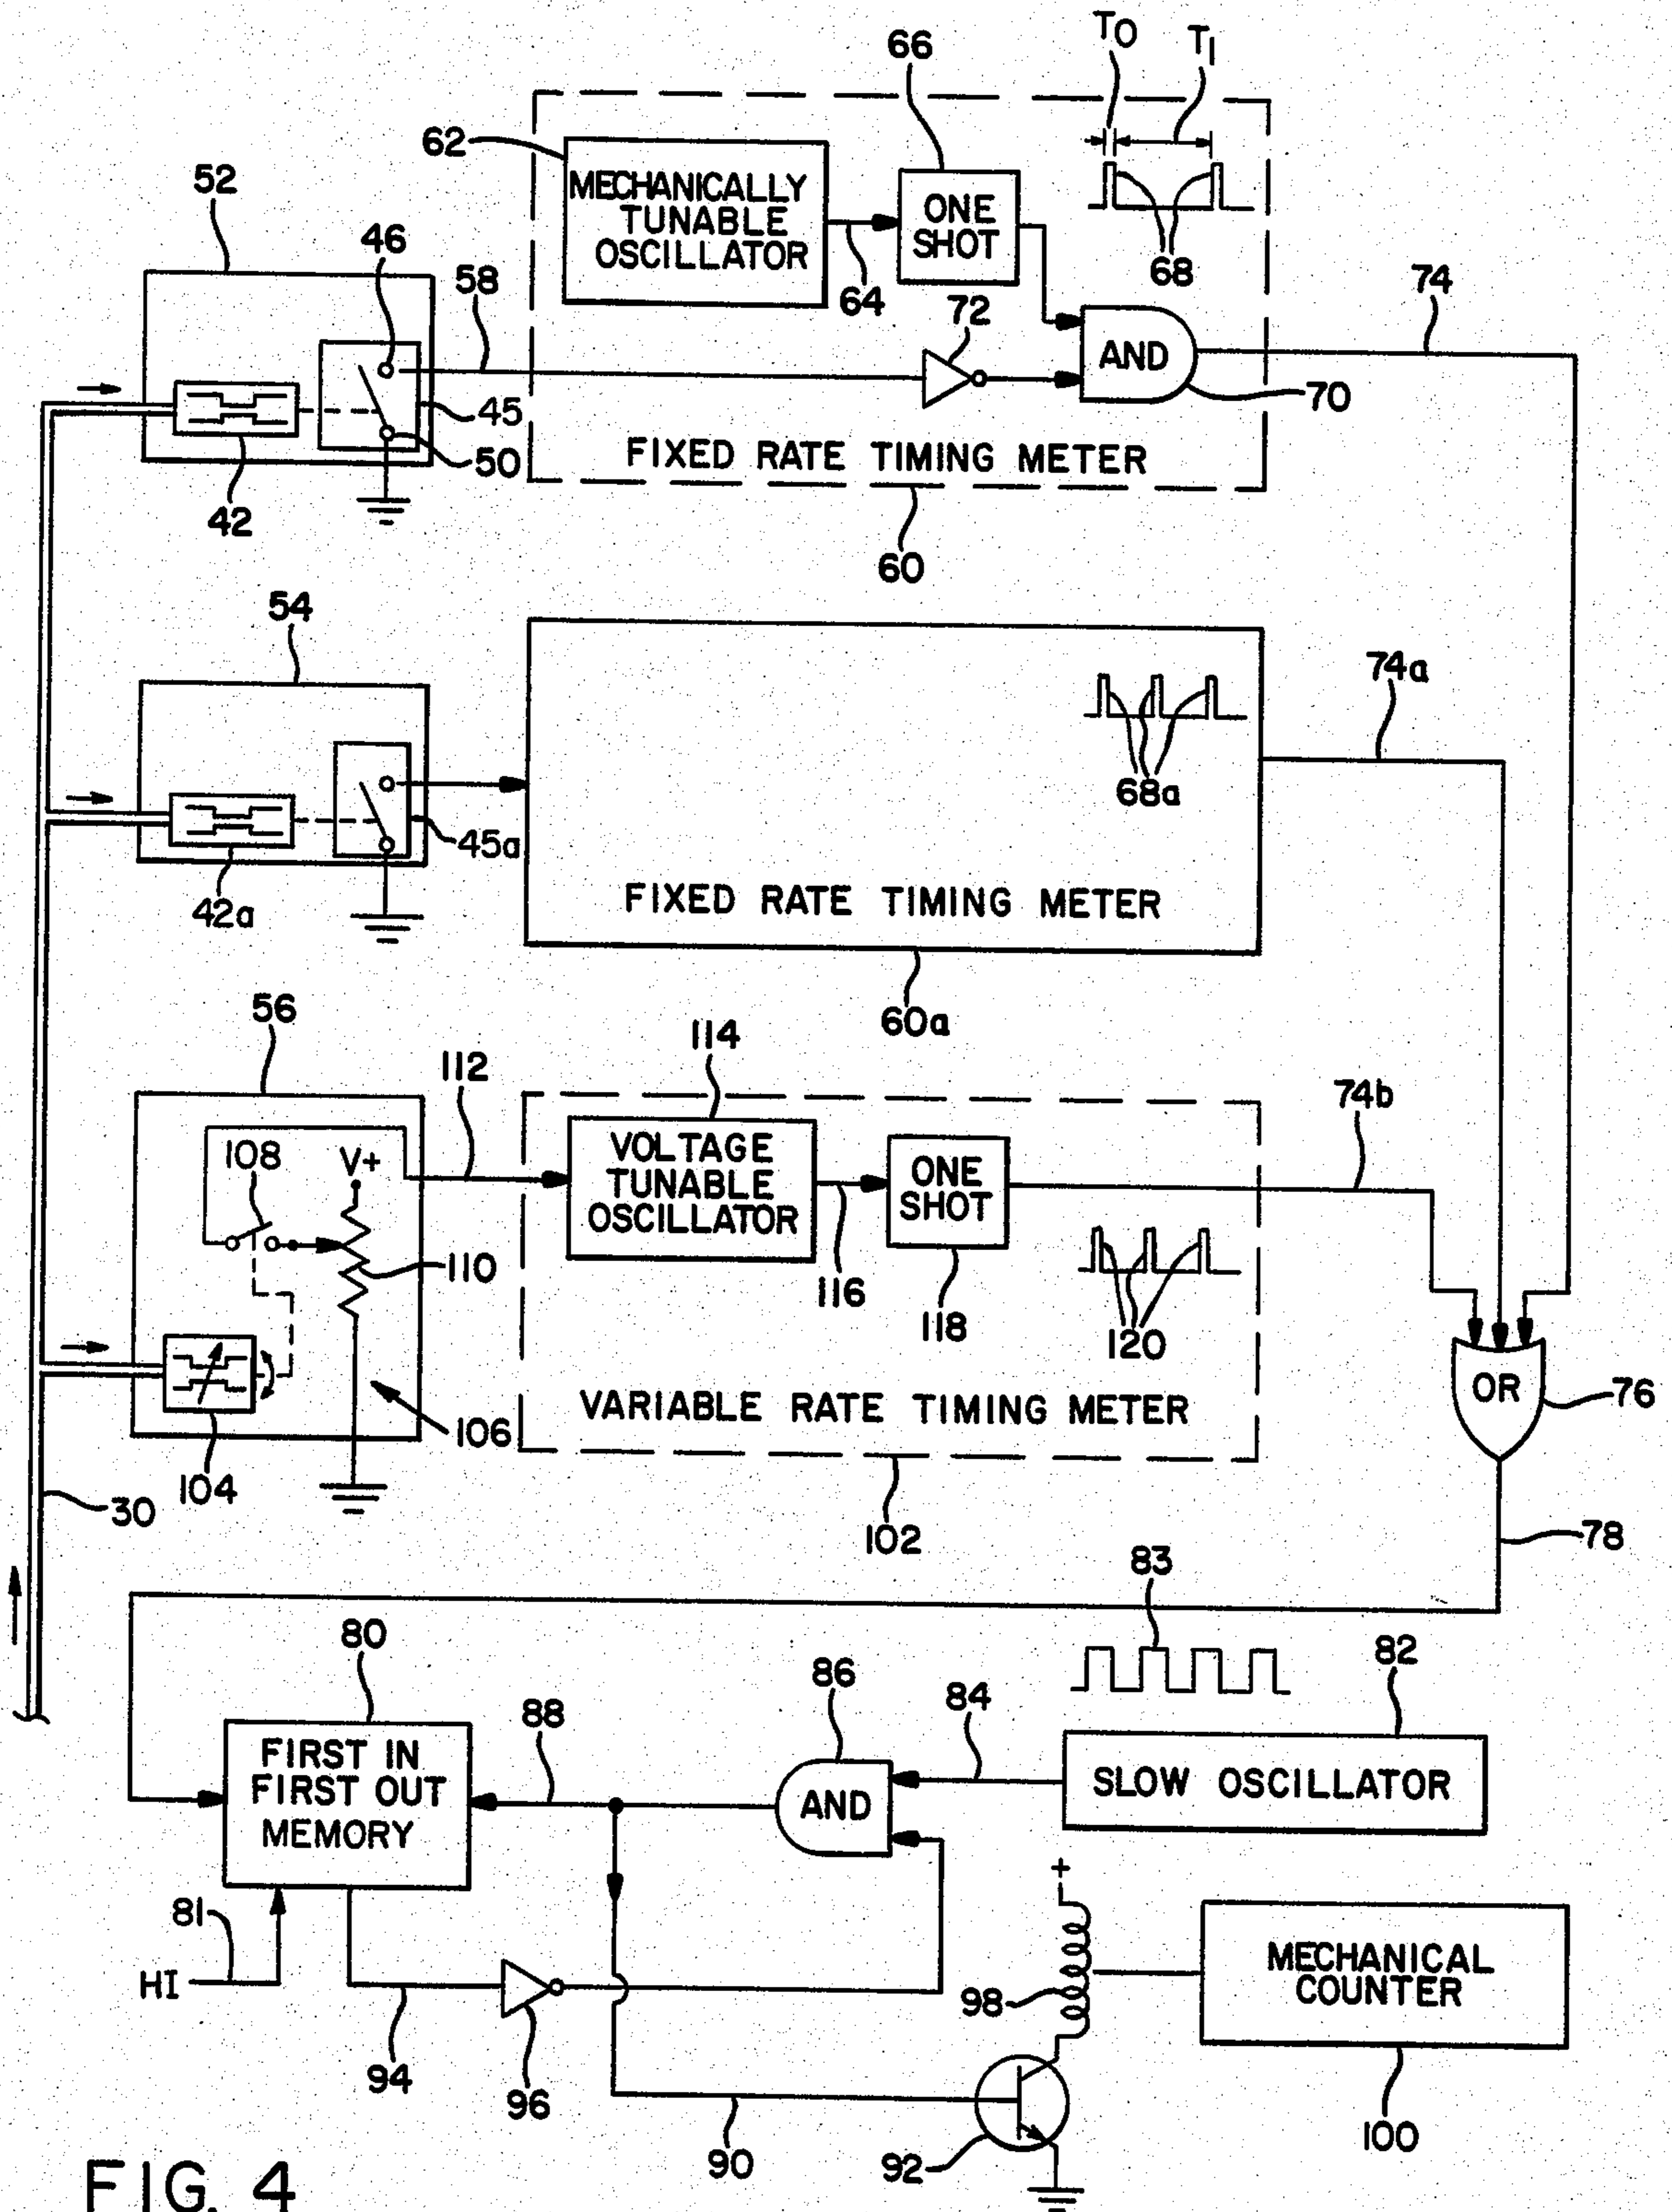 T0
T1
66
62
MECHANICALLY
TUNABLE
OSCILLATOR
ONE
SHOT
52
46
58
64
72
68
74
AND
70
45
50
42
FIXED RATE TIMING METER
60
54
74a
68a
45a
42a
FIXED RATE TIMING METER
60a
56
114
112
74b
108
V+
VOLTAGE
TUNABLE
OSCILLATOR
ONE
SHOT
110
116
118
120
OR
76
VARIABLE RATE TIMING METER
106
104
30
102
78
83
80
86
84
82
88
FIRST IN
FIRST OUT
MEMORY
AND
SLOW OSCILLATOR
81
HI
+
98
MECHANICAL
COUNTER
94
96
90
92
100
FIG. 4